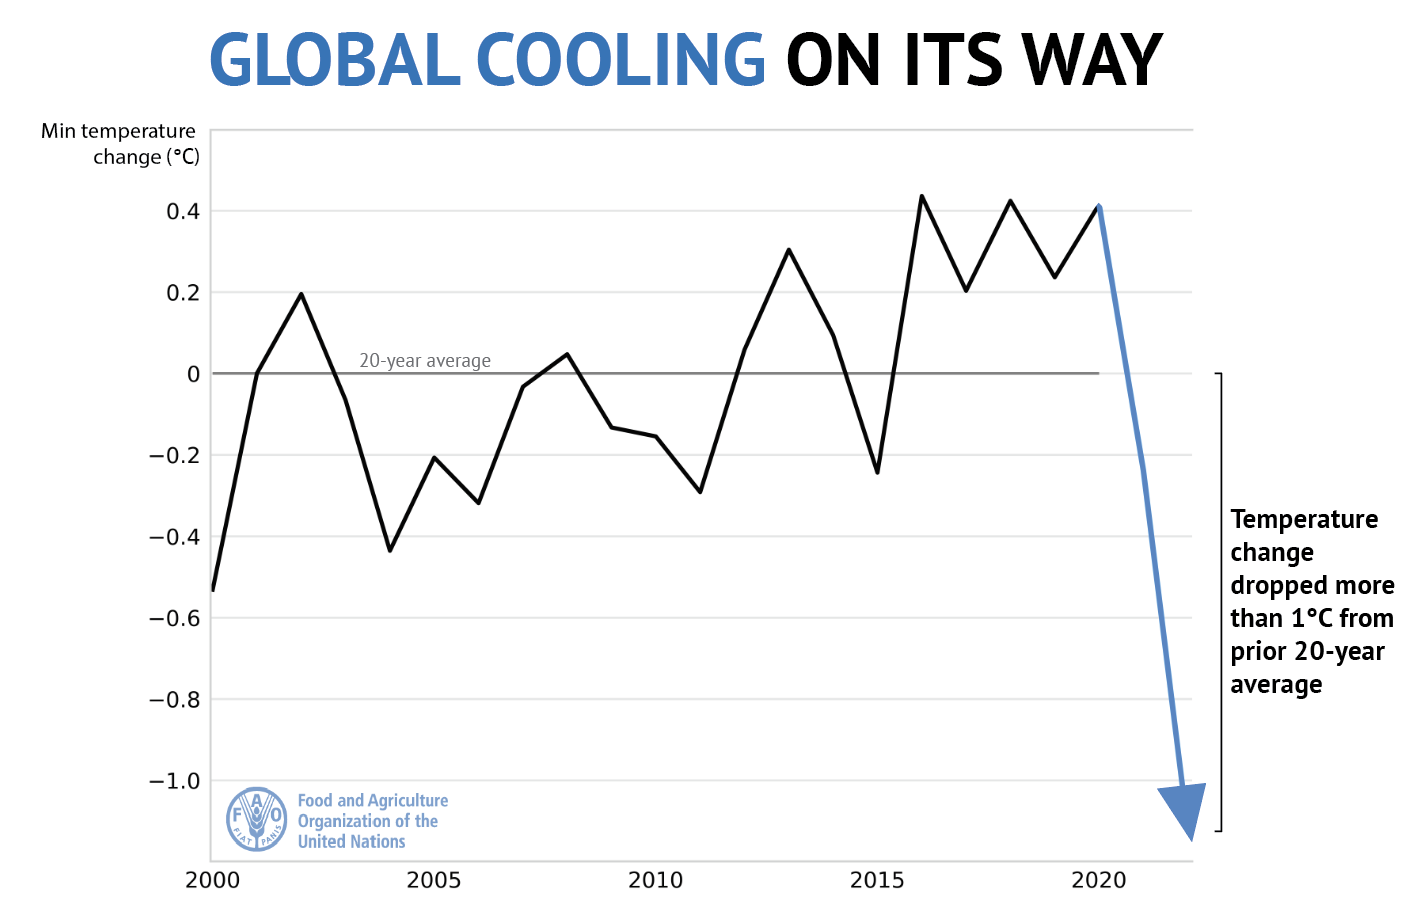 GLOBAL COOLING ON ITS WAY
Min temperature
change (°C)
0.4
0.2
20-year average
0
−0.2
−0.4
Temperature
change
dropped more
than 1°C from
prior 20-year
average
−0.6
−0.8
−1.0
F A O
FIAT PANIS
Food and Agriculture
Organization of the
United Nations
2000 2005 2010 2015 2020